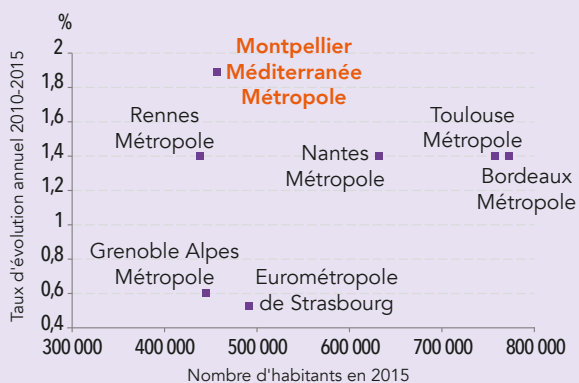 %
Taux d'évolution annuel 2010-2015
2
1,8
1,6
1,4
1,2
1
0,8
0,6
0,4
Montpellier
Méditerranée
Métropole
Rennes
Métropole
Nantes
Métropole
Toulouse
Métropole
Bordeaux
Métropole
Grenoble Alpes
Métropole
Eurométropole
de Strasbourg
300 000 400 000 500 000 600 000 700 000 800 000
Nombre d'habitants en 2015